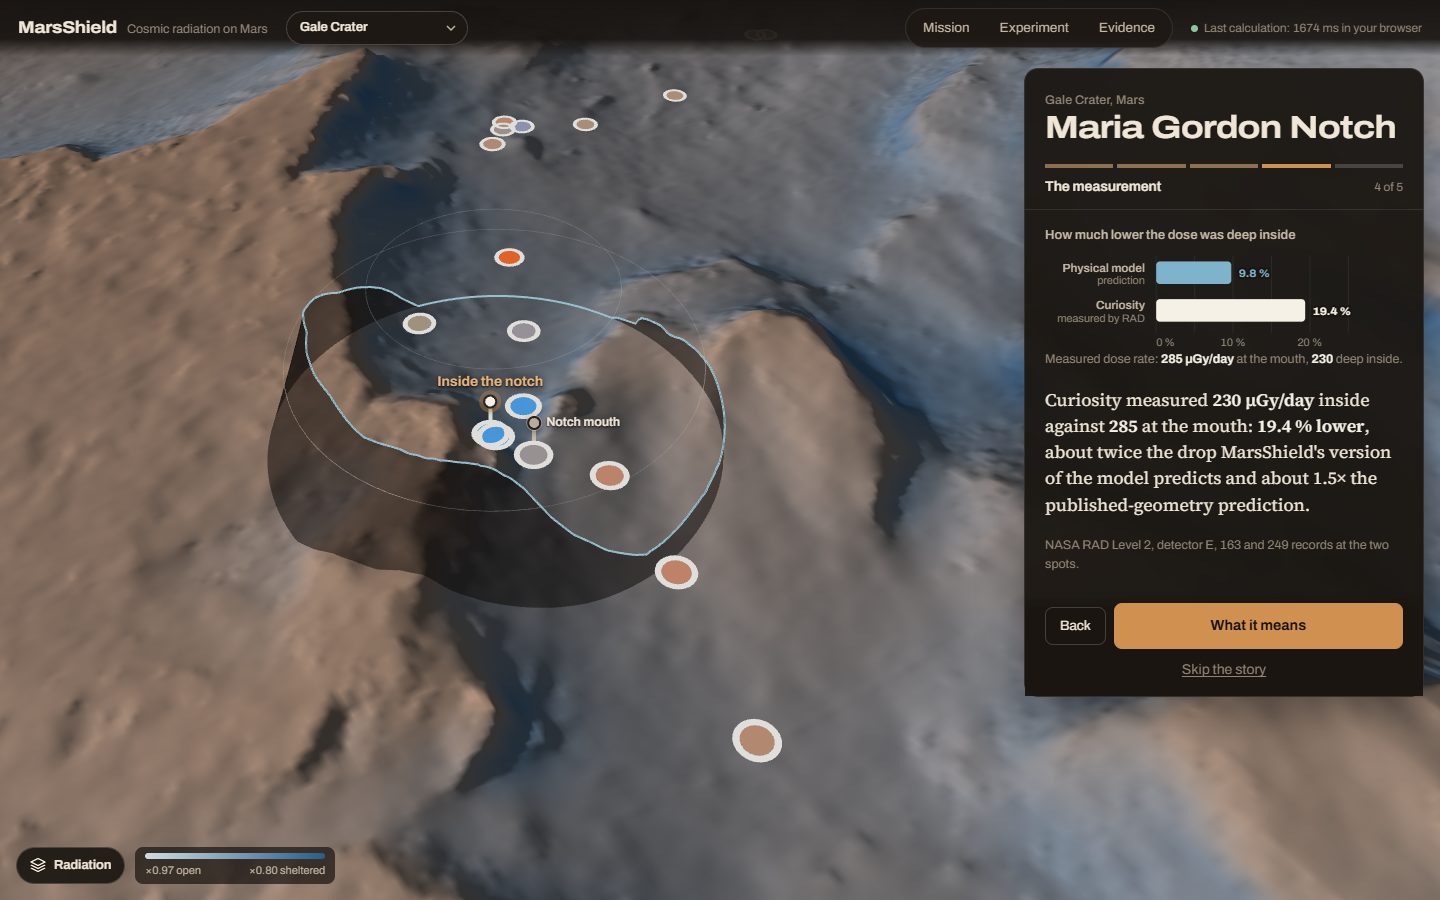 MarsShield Cosmic radiation on Mars
Gale Crater
Mission Experiment Evidence
Last calculation: 1674 ms in your browser
Gale Crater, Mars
Maria Gordon Notch
The measurement 4 of 5
How much lower the dose was deep inside
Physical model
prediction
9.8 %
Curiosity
measured by RAD
19.4 %
0 % 10 % 20 %
Measured dose rate: 285 µGy/day at the mouth, 230 deep inside.
Curiosity measured 230 µGy/day inside
against 285 at the mouth: 19.4 % lower,
about twice the drop MarsShield's version
of the model predicts and about 1.5× the
published-geometry prediction.
NASA RAD Level 2, detector E, 163 and 249 records at the two
spots.
Back What it means
Skip the story
Inside the notch
Notch mouth
Radiation
×0.97 open ×0.80 sheltered